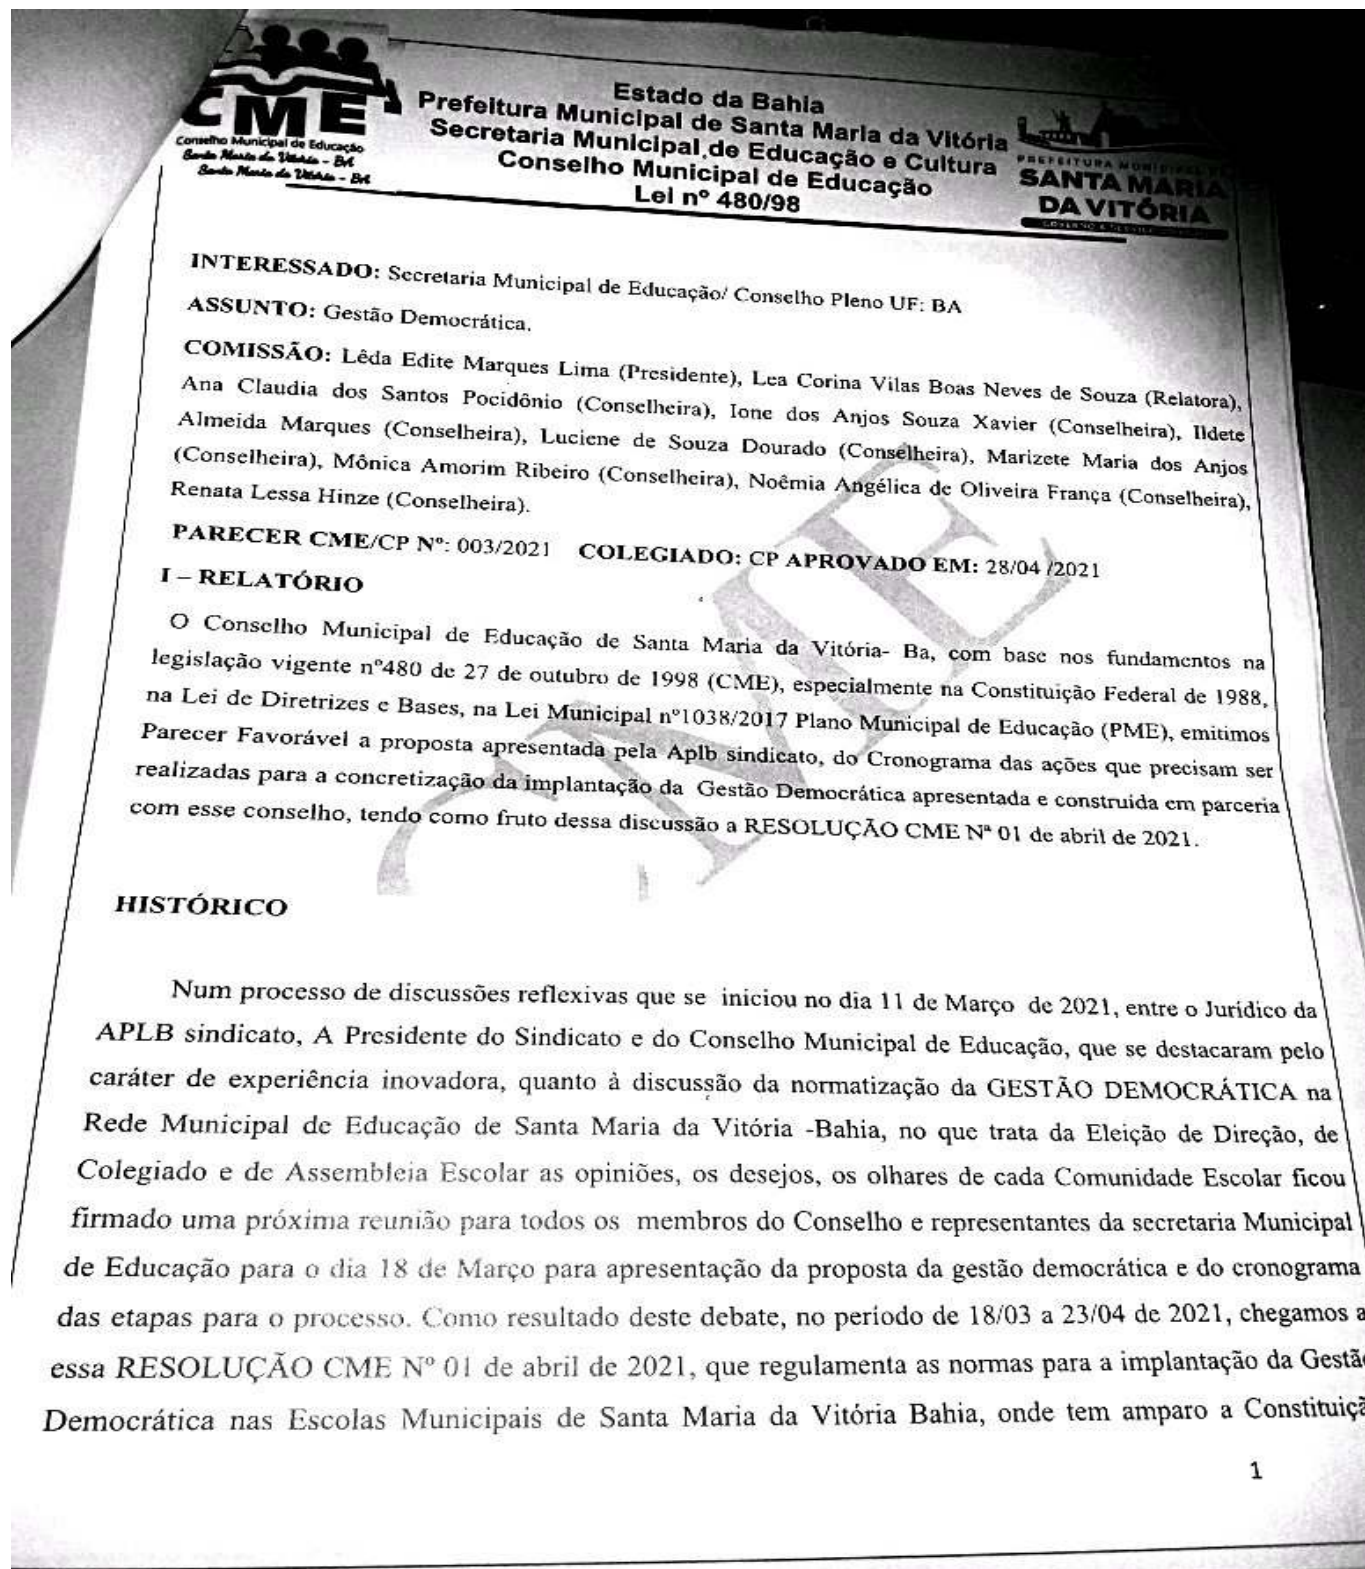 CME
Conselho Municipal de Educação
Santa Maria da Vitória - BA
Santa Maria da Vitória - BA
Estado da Bahia
Prefeitura Municipal de Santa Maria da Vitória
Secretaria Municipal de Educação e Cultura
Conselho Municipal de Educação
Lei nº 480/98
PREFEITURA MUNICIPAL DE
SANTA MARIA
DA VITÓRIA
INTERESSADO: Secretaria Municipal de Educação/ Conselho Pleno UF: BA
ASSUNTO: Gestão Democrática.
COMISSÃO: Lêda Edite Marques Lima (Presidente), Lea Corina Vilas Boas Neves de Souza (Relatora),
Ana Claudia dos Santos Pocidônio (Conselheira), Ione dos Anjos Souza Xavier (Conselheira), Ildete
Almeida Marques (Conselheira), Luciene de Souza Dourado (Conselheira), Marizete Maria dos Anjos
(Conselheira), Mônica Amorim Ribeiro (Conselheira), Noêmia Angélica de Oliveira França (Conselheira),
Renata Lessa Hinze (Conselheira).
PARECER CME/CP Nº: 003/2021 COLEGIADO: CP APROVADO EM: 28/04 /2021
I – RELATÓRIO
O Conselho Municipal de Educação de Santa Maria da Vitória- Ba, com base nos fundamentos na
legislação vigente nº480 de 27 de outubro de 1998 (CME), especialmente na Constituição Federal de 1988,
na Lei de Diretrizes e Bases, na Lei Municipal nº1038/2017 Plano Municipal de Educação (PME), emitimos
Parecer Favorável a proposta apresentada pela Aplb sindicato, do Cronograma das ações que precisam ser
realizadas para a concretização da implantação da Gestão Democrática apresentada e construida em parceria
com esse conselho, tendo como fruto dessa discussão a RESOLUÇÃO CME Nª 01 de abril de 2021.
CME
HISTÓRICO
Num processo de discussões reflexivas que se iniciou no dia 11 de Março de 2021, entre o Jurídico da
APLB sindicato, A Presidente do Sindicato e do Conselho Municipal de Educação, que se destacaram pelo
caráter de experiência inovadora, quanto à discussão da normatização da GESTÃO DEMOCRÁTICA na
Rede Municipal de Educação de Santa Maria da Vitória -Bahia, no que trata da Eleição de Direção, de
Colegiado e de Assembleia Escolar as opiniões, os desejos, os olhares de cada Comunidade Escolar ficou
firmado uma próxima reunião para todos os membros do Conselho e representantes da secretaria Municipal
de Educação para o dia 18 de Março para apresentação da proposta da gestão democrática e do cronograma
das etapas para o processo. Como resultado deste debate, no período de 18/03 a 23/04 de 2021, chegamos a
essa RESOLUÇÃO CME Nº 01 de abril de 2021, que regulamenta as normas para a implantação da Gestão
Democrática nas Escolas Municipais de Santa Maria da Vitória Bahia, onde tem amparo a Constituiçã
1